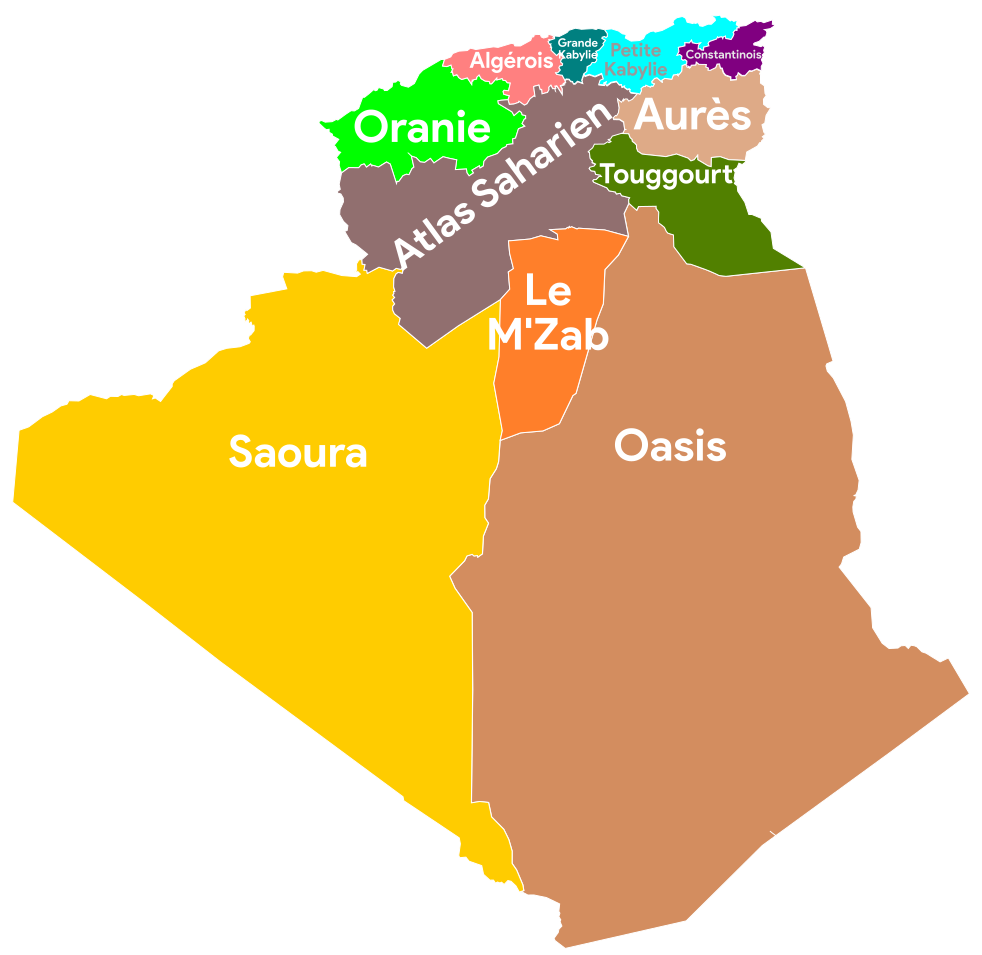 Grande
Kabylie
Algérois
Petite
Kabylie
Constantinois
Oranie
Aurès
Atlas Saharien
Touggourt
Le
M'Zab
Saoura
Oasis